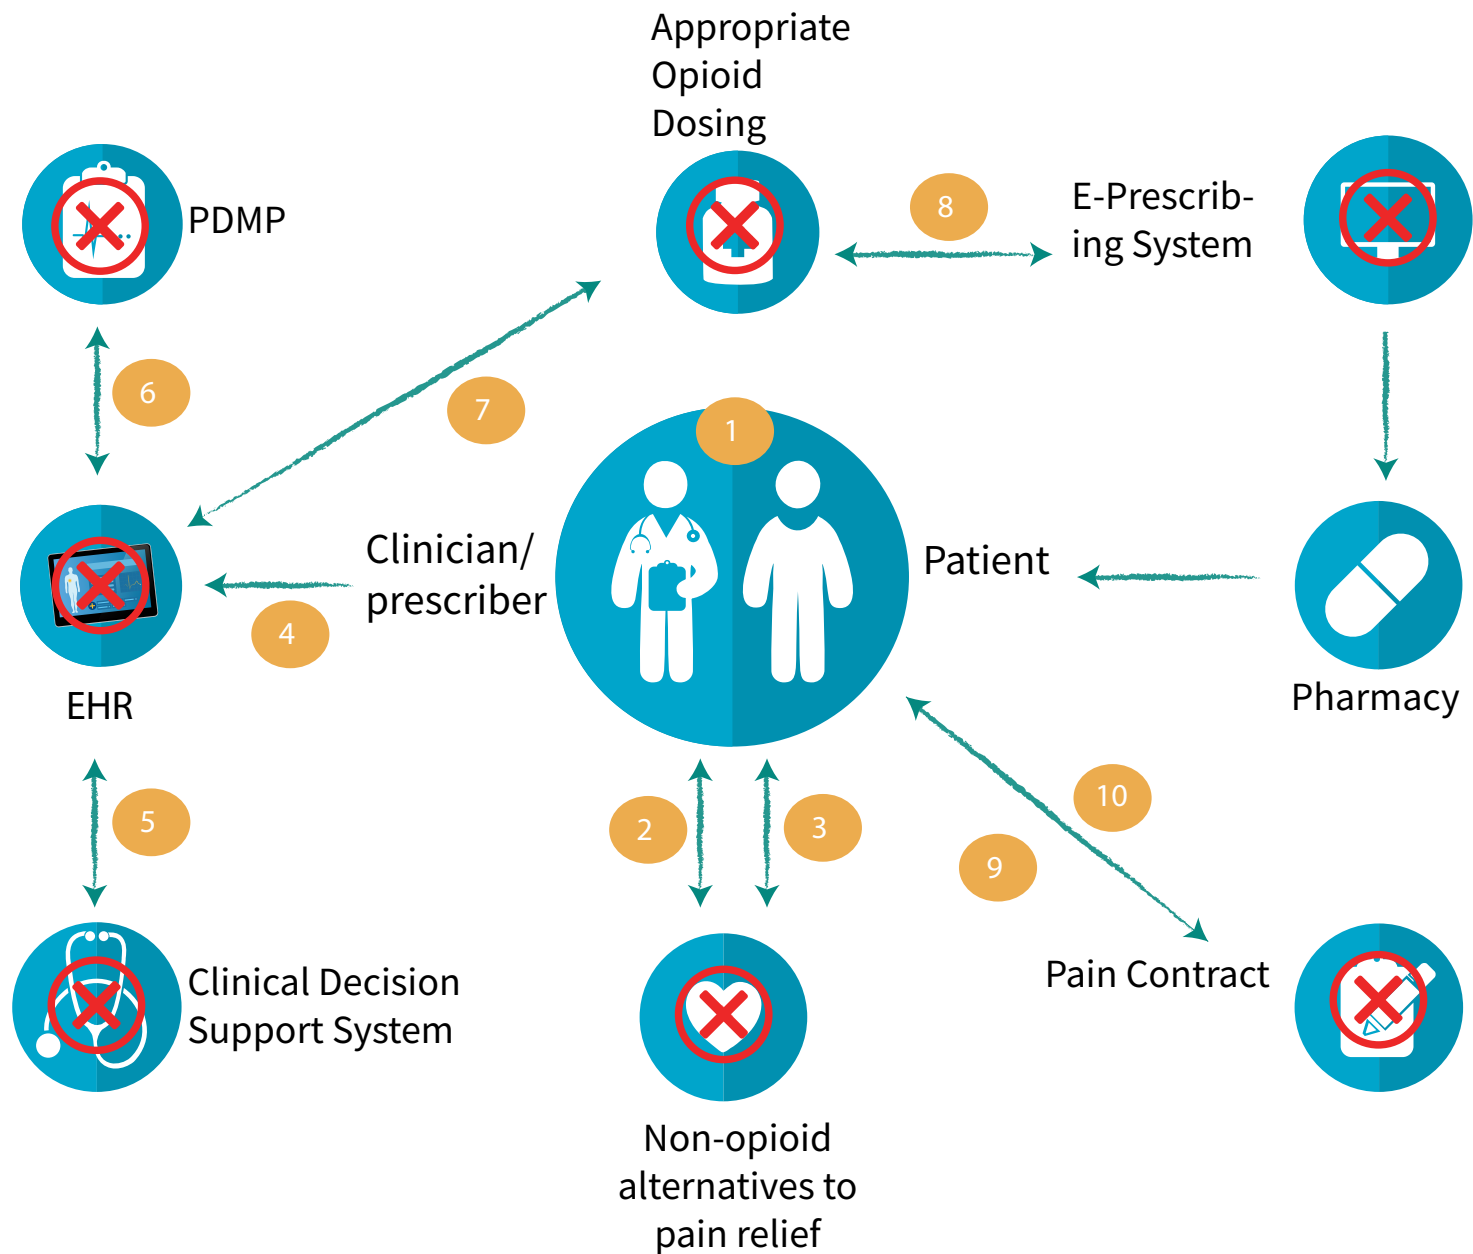 Appropriate
Opioid
Dosing
PDMP
8
E-Prescrib-
ing System
6
7
1
Clinician/
prescriber
Patient
4
EHR
Pharmacy
5
2
3
10
9
Clinical Decision
Support System
Pain Contract
Non-opioid
alternatives to
pain relief